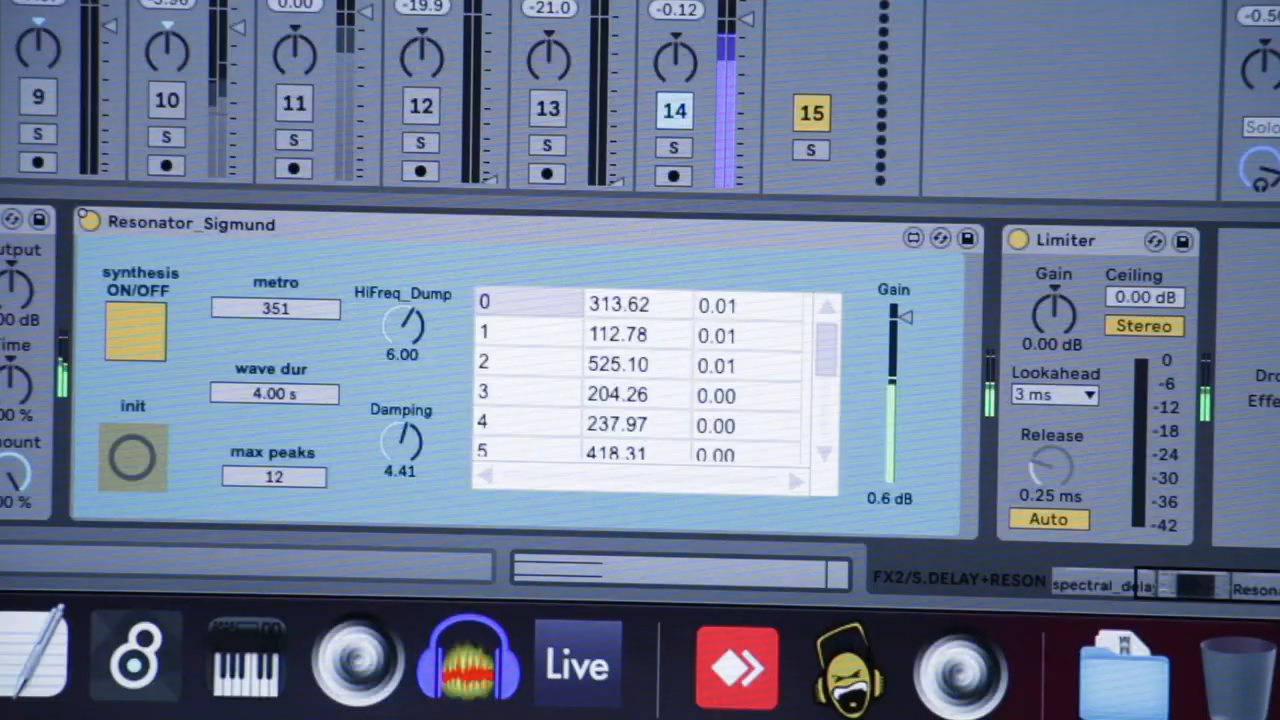 0.00
-19.9
-21.0
-0.12
9
10
11
12
13
14
15
S
S
S
S
S
S
S
Solo
Resonator_Sigmund
synthesis
ON/OFF
init
metro
351
wave dur
4.00 s
max peaks
12
HiFreq_Dump
6.00
Damping
4.41
0 313.62 0.01
1 112.78 0.01
2 525.10 0.01
3 204.26 0.00
4 237.97 0.00
5 418.31 0.00
Gain
0.6 dB
Limiter
Gain
0.00 dB
Ceiling
0.00 dB
Stereo
Lookahead
3 ms
Release
0.25 ms
Auto
0
-6
-12
-18
-24
-30
-36
-42
FX2/S.DELAY+RESON
spectral_dela
Reson
Live